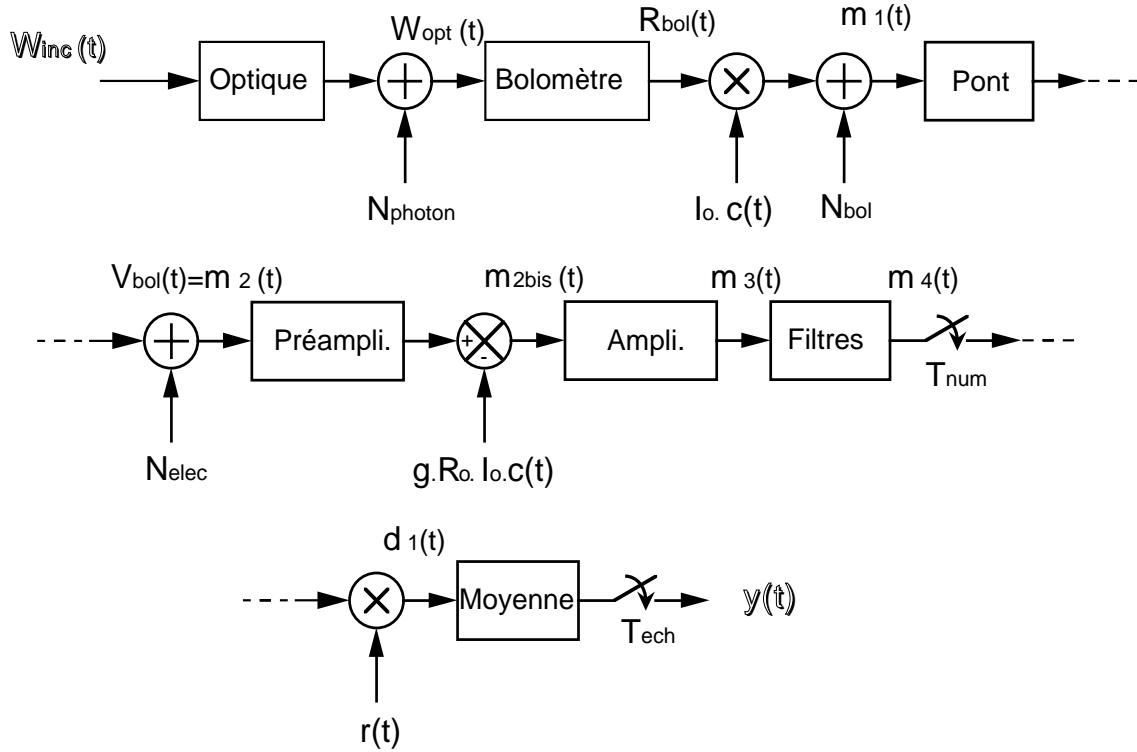 Winc (t)
Wopt (t)
Rbol(t)
m 1(t)
Optique
+
Bolomètre
×
+
Pont
Nphoton
Io. c(t)
Nbol
Vbol(t)=m 2 (t)
m2bis (t)
m 3(t)
m 4(t)
+
Préampli.
+
-
Ampli.
Filtres
Tnum
Nelec
g.Ro. Io.c(t)
d 1(t)
×
Moyenne
Tech
y(t)
r(t)